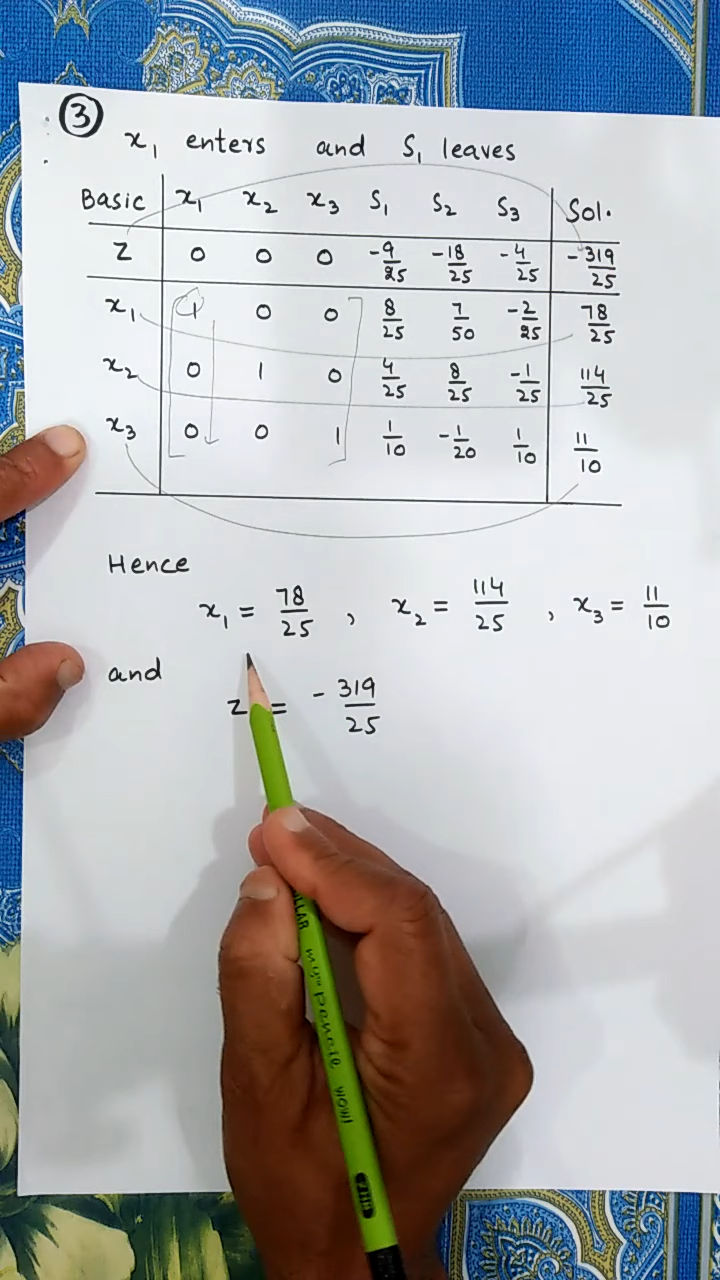 ③
x₁ enters and S₁ leaves
Basic x₁ x₂ x₃ S₁ S₂ S₃ Sol.
Z 0 0 0 -9/25 -18/25 -4/25 -319/25
x₁ 1 0 0 8/25 7/50 -2/25 78/25
x₂ 0 1 0 4/25 8/25 -1/25 114/25
x₃ 0 0 1 1/10 -1/20 1/10 11/10
Hence
x₁ = 78/25 , x₂ = 114/25 , x₃ = 11/10
and
Z = -319/25
my pencil wow!